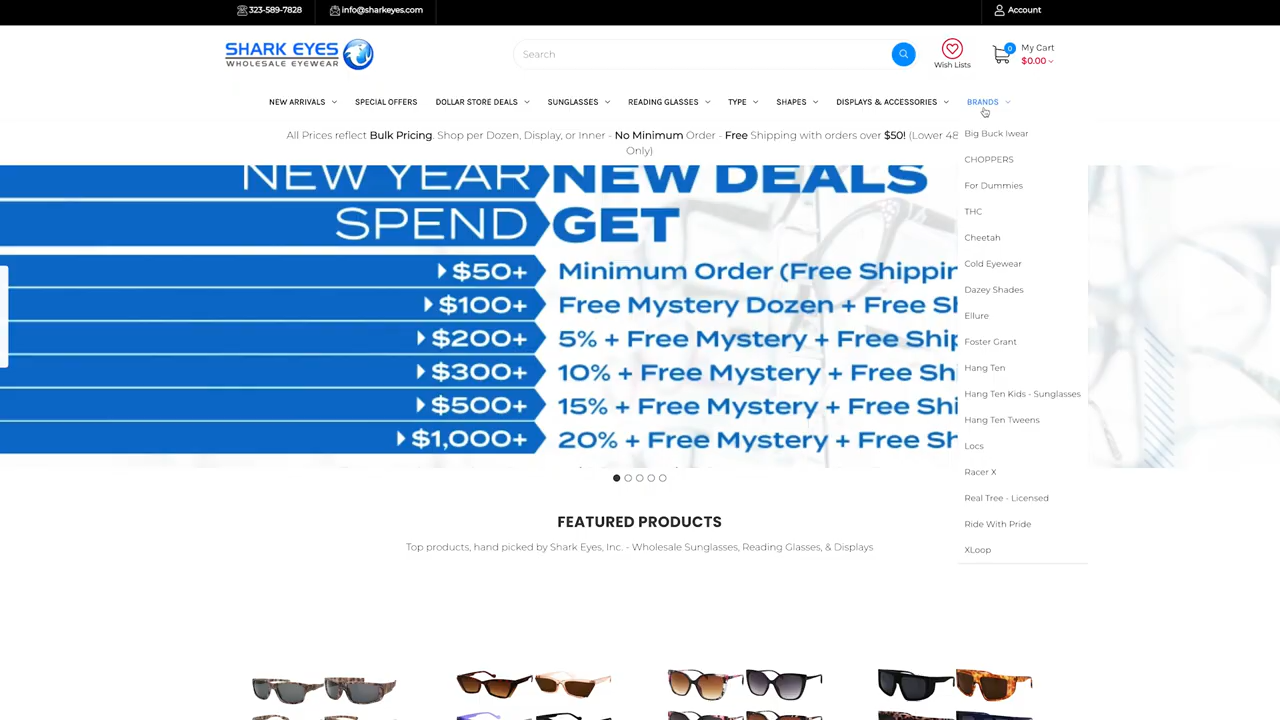 323-589-7828
info@sharkeyes.com
Account
SHARK EYES
WHOLESALE EYEWEAR
Search
Wish Lists
0
My Cart
$0.00
NEW ARRIVALS
SPECIAL OFFERS
DOLLAR STORE DEALS
SUNGLASSES
READING GLASSES
TYPE
SHAPES
DISPLAYS & ACCESSORIES
BRANDS
All Prices reflect Bulk Pricing. Shop per Dozen, Display, or Inner - No Minimum Order - Free Shipping with orders over $50! (Lower 48
Only)
Big Buck Iwear
CHOPPERS
For Dummies
THC
Cheetah
Cold Eyewear
Dazey Shades
Ellure
Foster Grant
Hang Ten
Hang Ten Kids - Sunglasses
Hang Ten Tweens
Locs
Racer X
Real Tree - Licensed
Ride With Pride
XLoop
NEW YEAR NEW DEALS
SPEND GET
$50+ Minimum Order (Free Shippin
$100+ Free Mystery Dozen + Free Sh
$200+ 5% + Free Mystery + Free Ship
$300+ 10% + Free Mystery + Free Sh
$500+ 15% + Free Mystery + Free Shi
$1,000+ 20% + Free Mystery + Free Sh
FEATURED PRODUCTS
Top products, hand picked by Shark Eyes, Inc. - Wholesale Sunglasses, Reading Glasses, & Displays